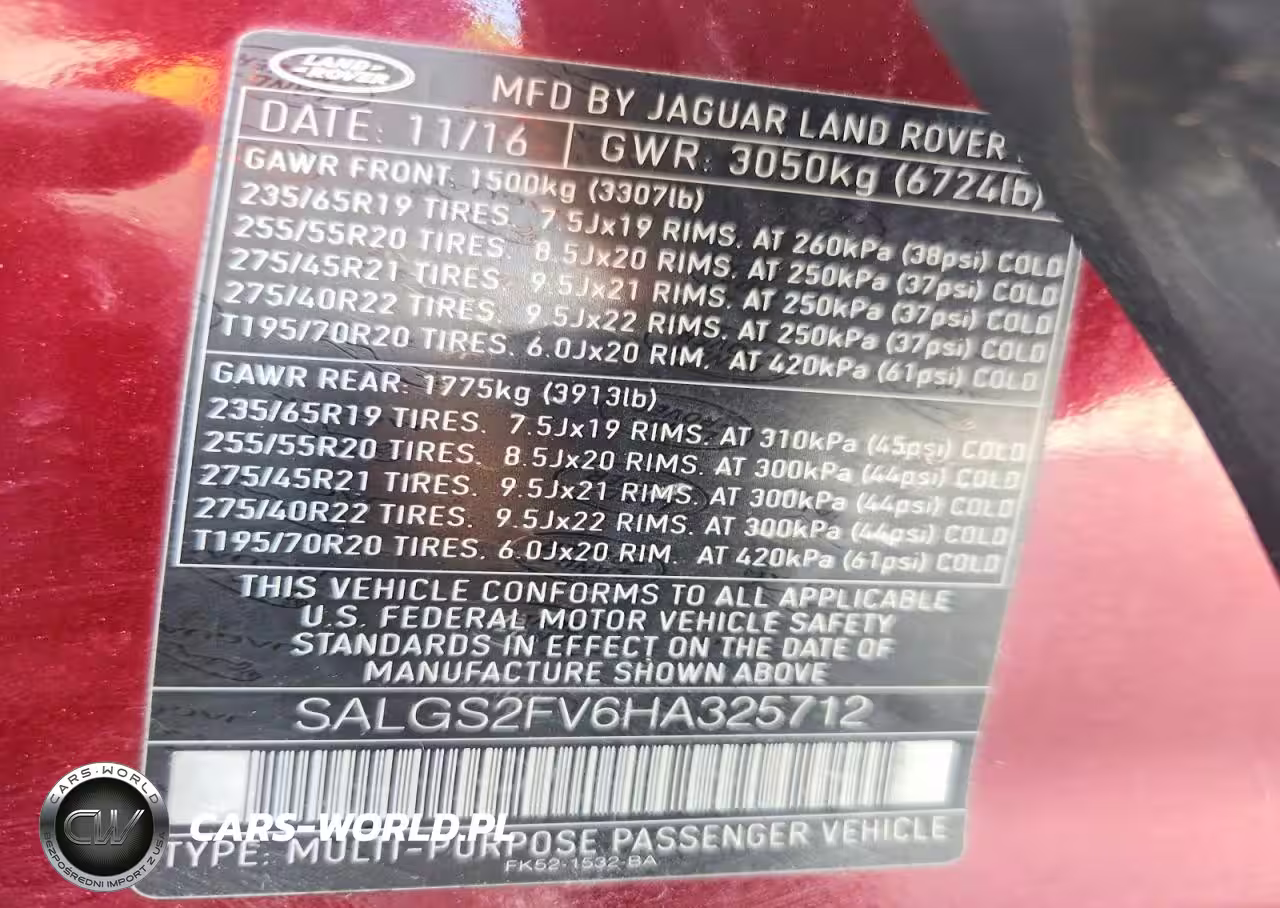 LAND ROVER
MFD BY JAGUAR LAND ROVER
DATE: 11/16 GWR: 3050kg (6724lb)
GAWR FRONT. 1500kg (3307lb)
235/65R19 TIRES. 7.5Jx19 RIMS. AT 260kPa (38psi) COLD
255/55R20 TIRES. 8.5Jx20 RIMS. AT 250kPa (37psi) COLD
275/45R21 TIRES. 9.5Jx21 RIMS. AT 250kPa (37psi) COLD
275/40R22 TIRES. 9.5Jx22 RIMS. AT 250kPa (37psi) COLD
T195/70R20 TIRES. 6.0Jx20 RIM. AT 420kPa (61psi) COLD
GAWR REAR: 1775kg (3913lb)
235/65R19 TIRES. 7.5Jx19 RIMS. AT 310kPa (45psi) COLD
255/55R20 TIRES. 8.5Jx20 RIMS. AT 300kPa (44psi) COLD
275/45R21 TIRES. 9.5Jx21 RIMS. AT 300kPa (44psi) COLD
275/40R22 TIRES. 9.5Jx22 RIMS. AT 300kPa (44psi) COLD
T195/70R20 TIRES. 6.0Jx20 RIM. AT 420kPa (61psi) COLD
THIS VEHICLE CONFORMS TO ALL APPLICABLE
U.S. FEDERAL MOTOR VEHICLE SAFETY
STANDARDS IN EFFECT ON THE DATE OF
MANUFACTURE SHOWN ABOVE
SALGS2FV6HA325712
TYPE: MULTI-PURPOSE PASSENGER VEHICLE
FK52-1532-BA
CARS-WORLD
CW
BEZPOŚREDNI IMPORT Z USA
CARS-WORLD.PL